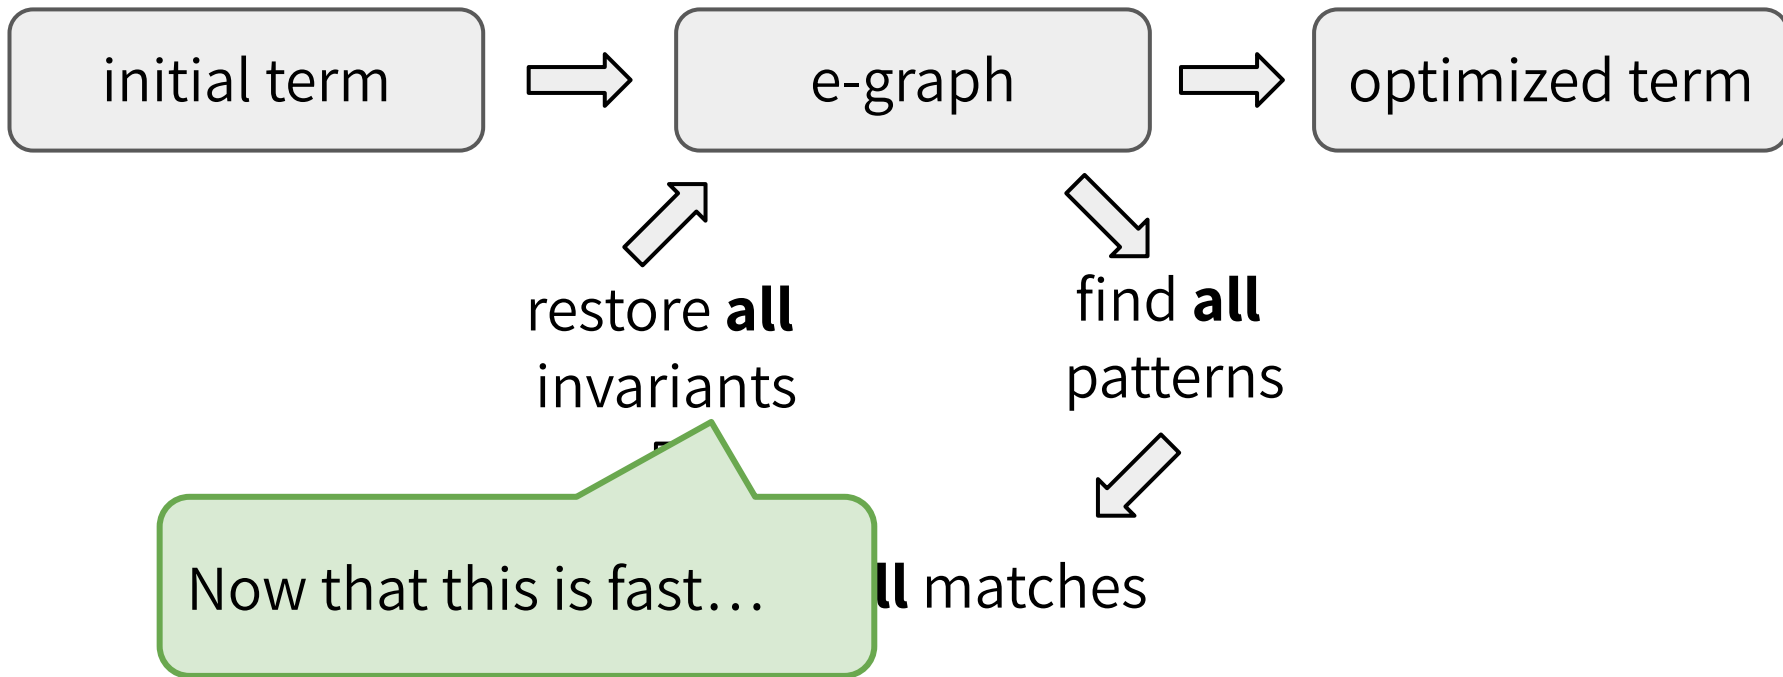 initial term
e-graph
optimized term
restore all
invariants
find all
patterns
Now that this is fast…
ll matches